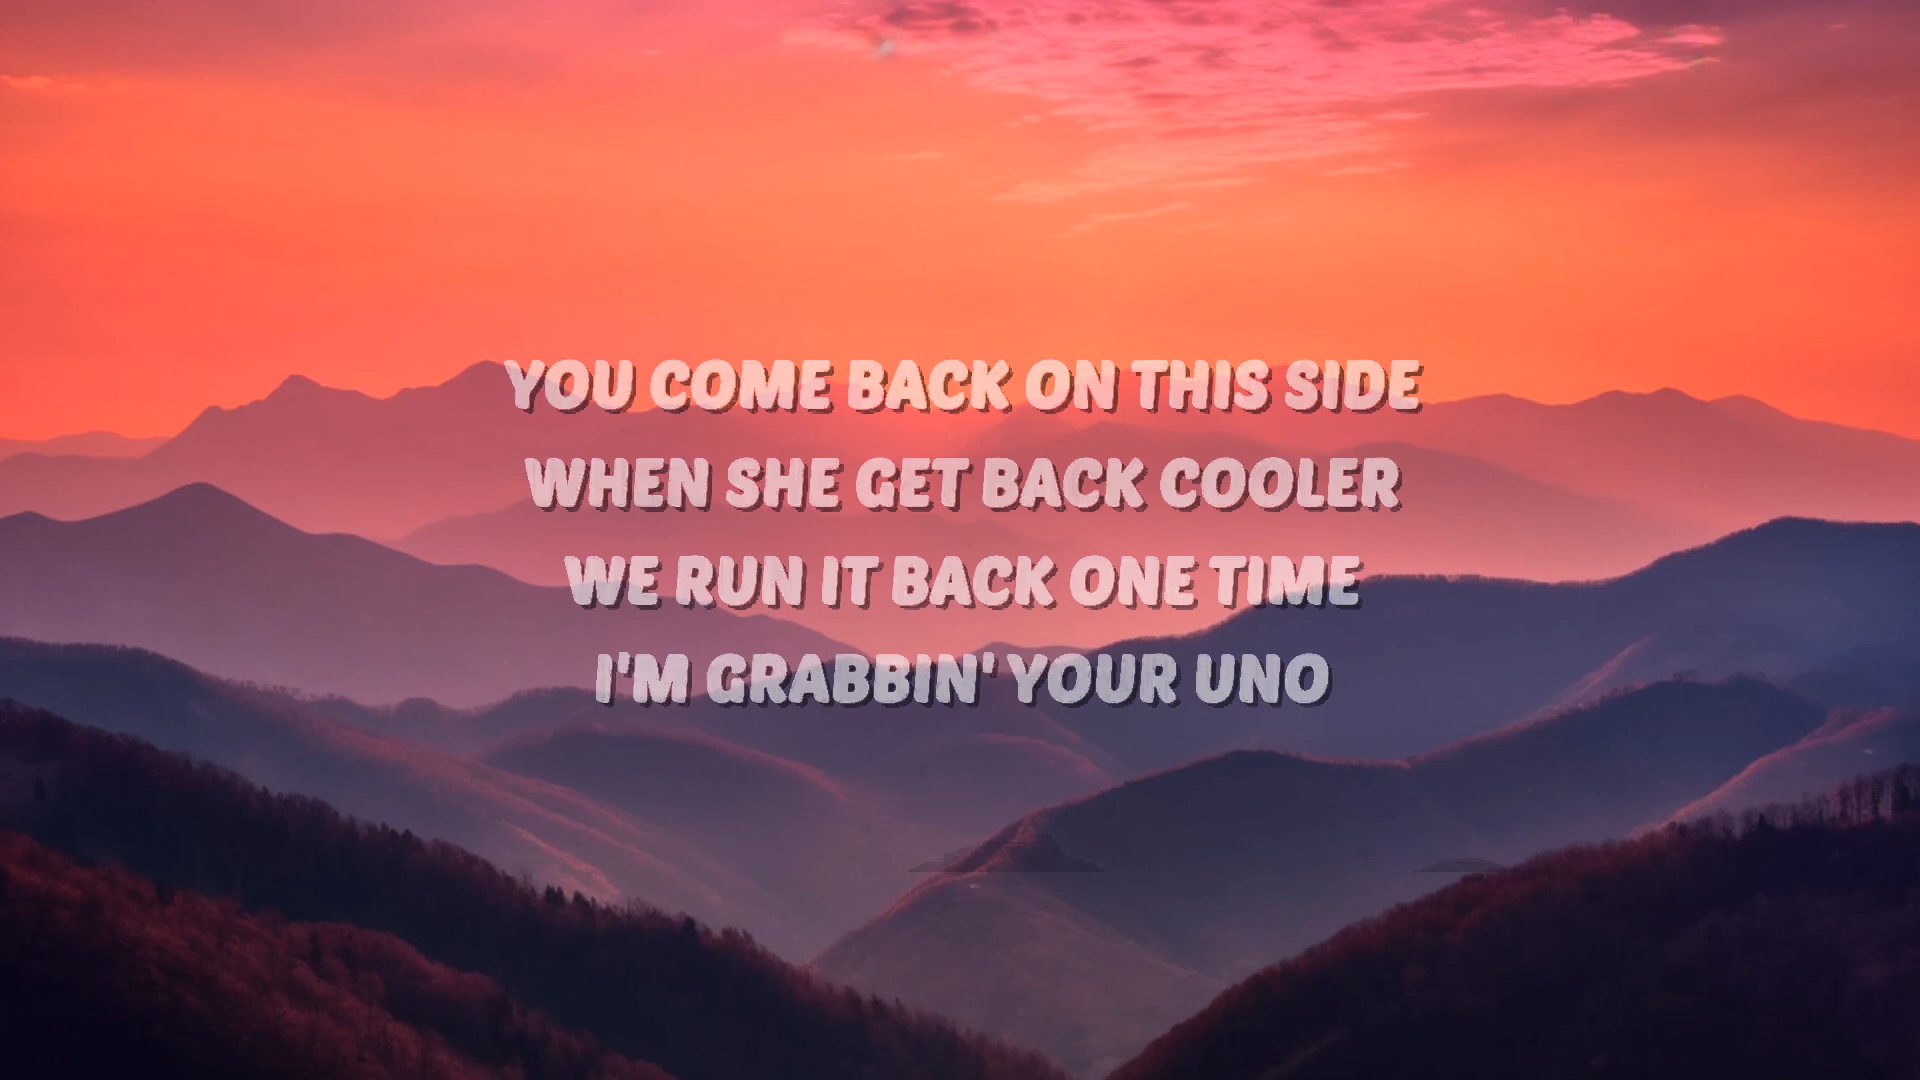 YOU COME BACK ON THIS SIDE
WHEN SHE GET BACK COOLER
WE RUN IT BACK ONE TIME
I'M GRABBIN' YOUR UNO